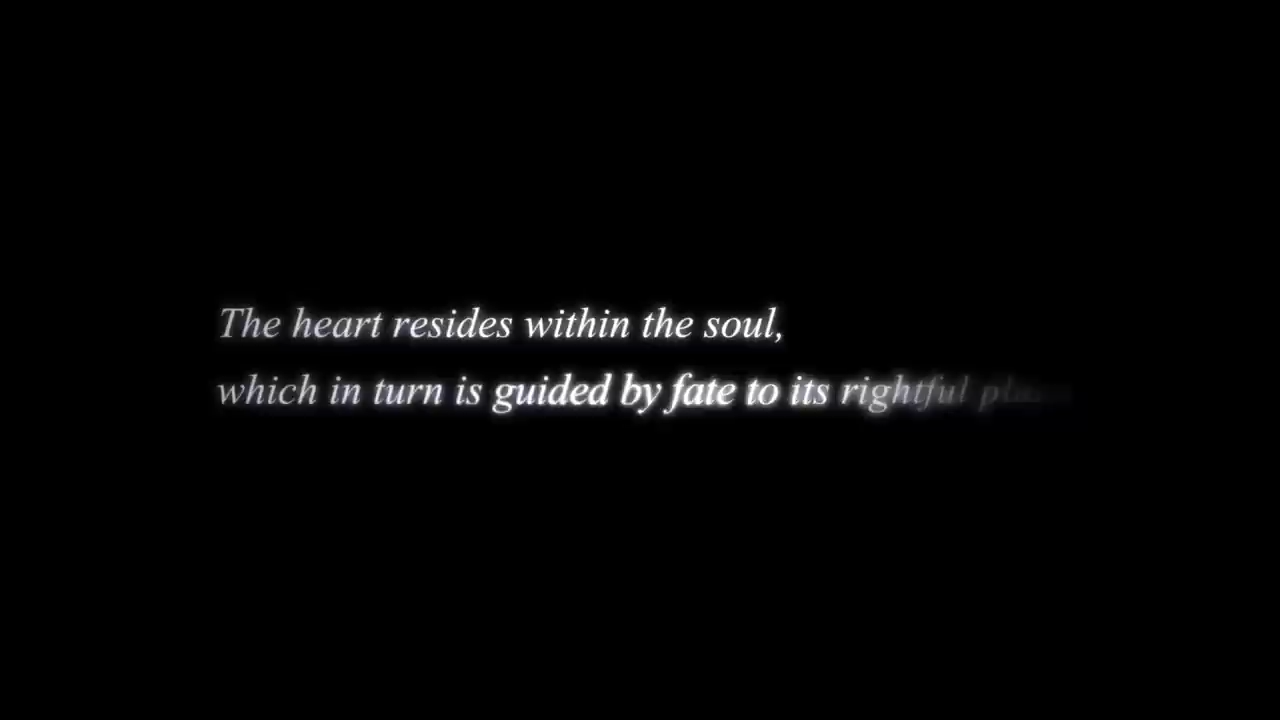 The heart resides within the soul,
which in turn is guided by fate to its rightful